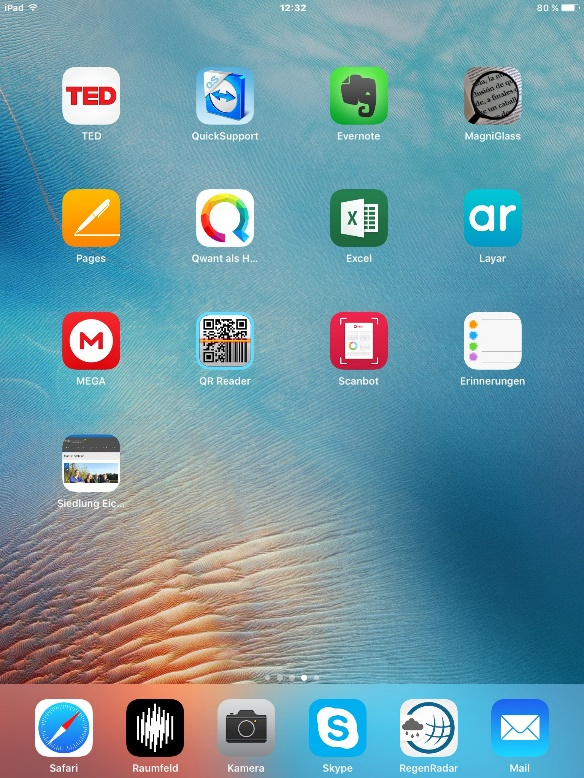 iPad 12:32 80 %
TED
QS
TED QuickSupport Evernote MagniGlass
ar
Pages Qwant als H... Excel Layar
M
MEGA QR Reader Scanbot Erinnerungen
Siedlung Eic...
Safari Raumfeld Kamera Skype RegenRadar Mail